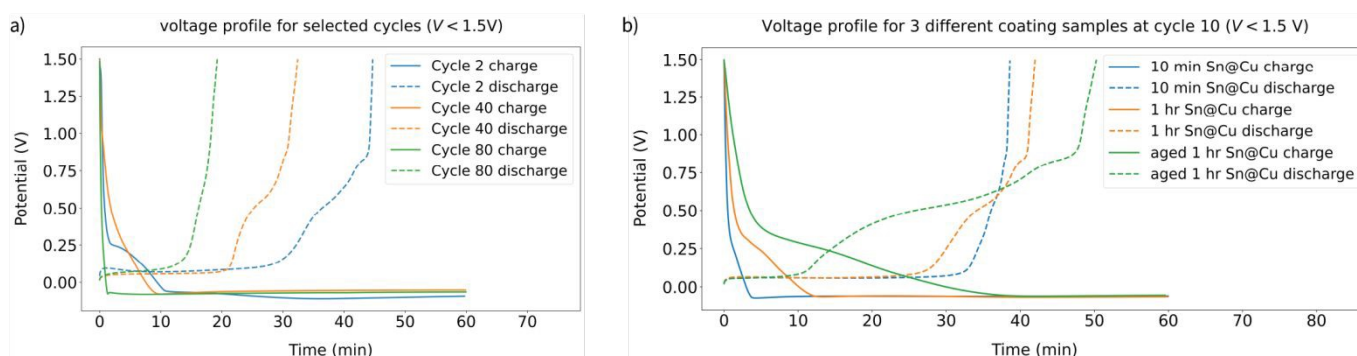 a)
voltage profile for selected cycles (V < 1.5V)
1.50
1.25
1.00
0.75
0.50
0.25
0.00
Potential (V)
Cycle 2 charge
Cycle 2 discharge
Cycle 40 charge
Cycle 40 discharge
Cycle 80 charge
Cycle 80 discharge
0 10 20 30 40 50 60 70
Time (min)
b)
Voltage profile for 3 different coating samples at cycle 10 (V < 1.5 V)
1.50
1.25
1.00
0.75
0.50
0.25
0.00
Potential (V)
10 min Sn@Cu charge
10 min Sn@Cu discharge
1 hr Sn@Cu charge
1 hr Sn@Cu discharge
aged 1 hr Sn@Cu charge
aged 1 hr Sn@Cu discharge
0 10 20 30 40 50 60 70 80
Time (min)